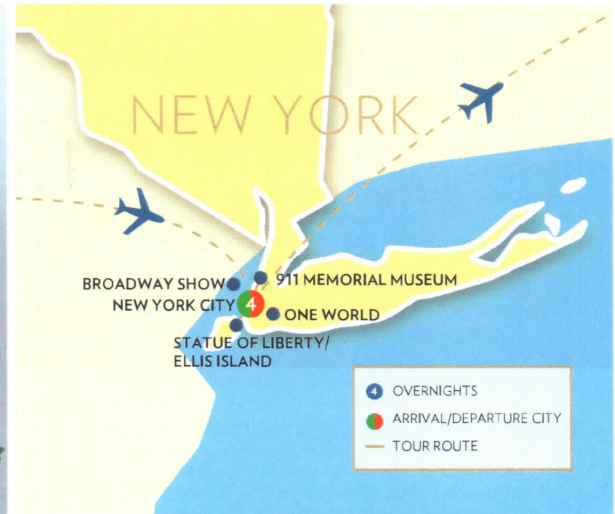 NEW YORK
BROADWAY SHOW
911 MEMORIAL MUSEUM
NEW YORK CITY
4
ONE WORLD
STATUE OF LIBERTY/
ELLIS ISLAND
4 OVERNIGHTS
ARRIVAL/DEPARTURE CITY
TOUR ROUTE